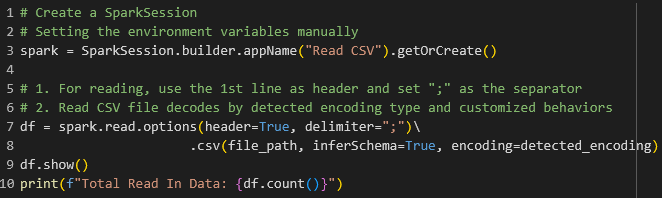 1 # Create a SparkSession
2 # Setting the environment variables manually
3 spark = SparkSession.builder.appName("Read CSV").getOrCreate()
4
5 # 1. For reading, use the 1st line as header and set ";" as the separator
6 # 2. Read CSV file decodes by detected encoding type and customized behaviors
7 df = spark.read.options(header=True, delimiter=";")\
8                         .csv(file_path, inferSchema=True, encoding=detected_encoding)
9 df.show()
10 print(f"Total Read In Data: {df.count()}")